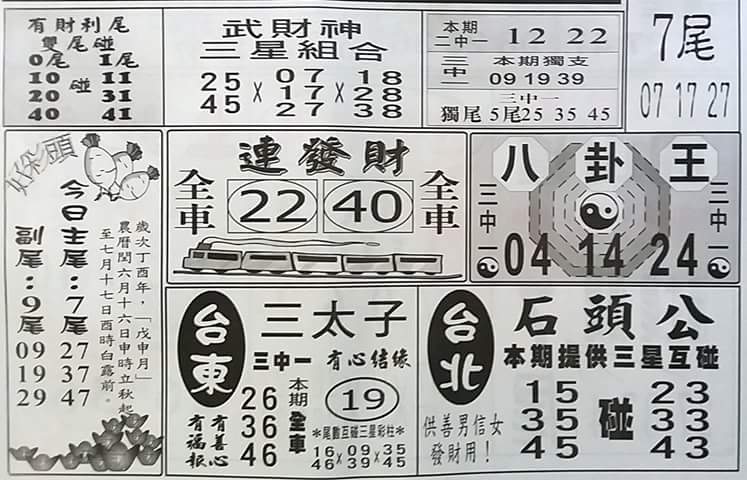 有財利尾
雙尾碰
0尾 1尾
10 碰 11
20 31
40 41
武財神
三星組合
25 07 18
× 17 × 28
45 27 38
本期
二中一
12 22
三中一
本期獨支
09 19 39
三中一
獨尾 5尾 25 35 45
7尾
07 17 27
好彩頭
今日主尾：7尾
27
37
47
副尾：9尾
09
19
29
歲次丁酉年，「戊申月」
農曆閏六月十六日申時立秋起
至七月十七日酉時白露前。
連發財
全車
22 40
全車
八卦王
三中一
04 14 24
三中一
台東
三太子
三中一 有心結緣
有善心
有福報
26
36
46
本期全車
19
＊尾數互碰三星彩柱＊
16 × 09 × 35
46 39 45
台北
石頭公
本期提供三星互碰
供善男信女
發財用！
15 23
35 碰 33
45 43